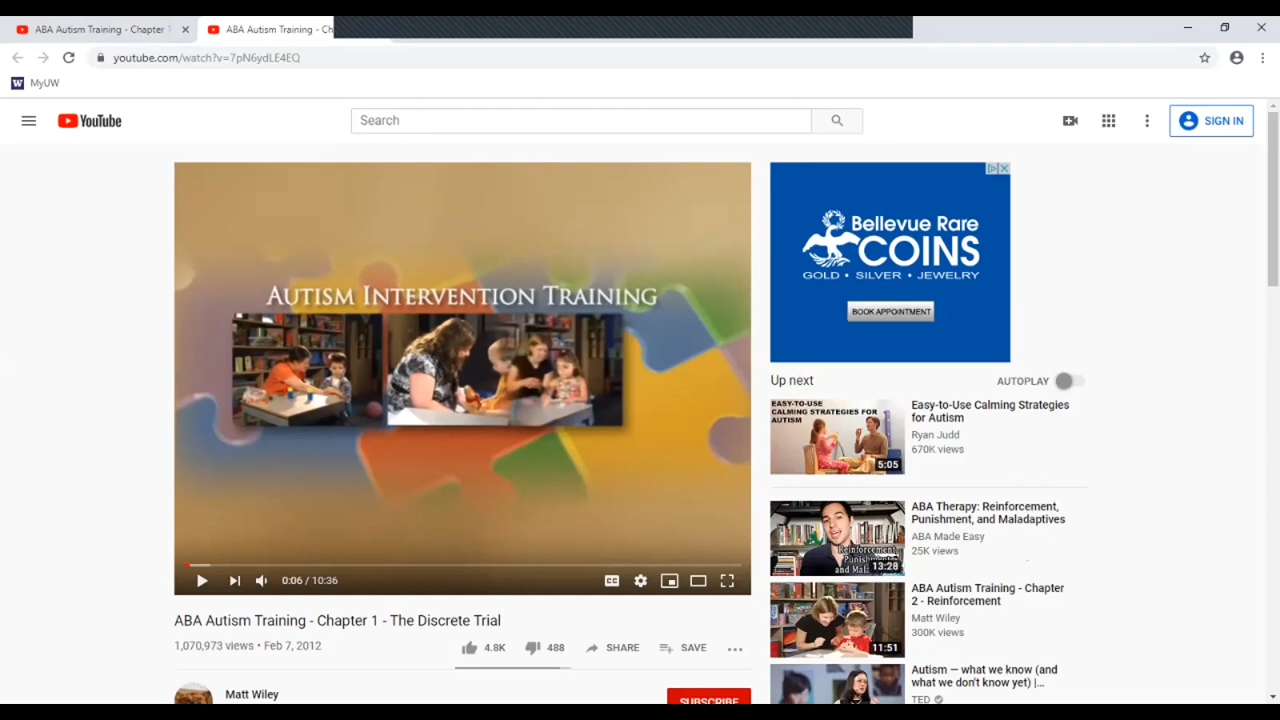 ABA Autism Training - Chapter 1
ABA Autism Training - Ch
youtube.com/watch?v=7pN6ydLE4EQ
W MyUW
YouTube
Search
SIGN IN
AUTISM INTERVENTION TRAINING
0:06 / 10:36
ABA Autism Training - Chapter 1 - The Discrete Trial
1,070,973 views • Feb 7, 2012
4.8K 488 SHARE SAVE
Matt Wiley
SUBSCRIBE
Bellevue Rare
COINS
GOLD • SILVER • JEWELRY
BOOK APPOINTMENT
Up next AUTOPLAY
EASY-TO-USE
CALMING STRATEGIES FOR
AUTISM
5:05
Easy-to-Use Calming Strategies
for Autism
Ryan Judd
670K views
Reinforcement,
Punishment,
and Mal
13:28
ABA Therapy: Reinforcement,
Punishment, and Maladaptives
ABA Made Easy
25K views
11:51
ABA Autism Training - Chapter
2 - Reinforcement
Matt Wiley
300K views
Autism — what we know (and
what we don't know yet) |...
TED